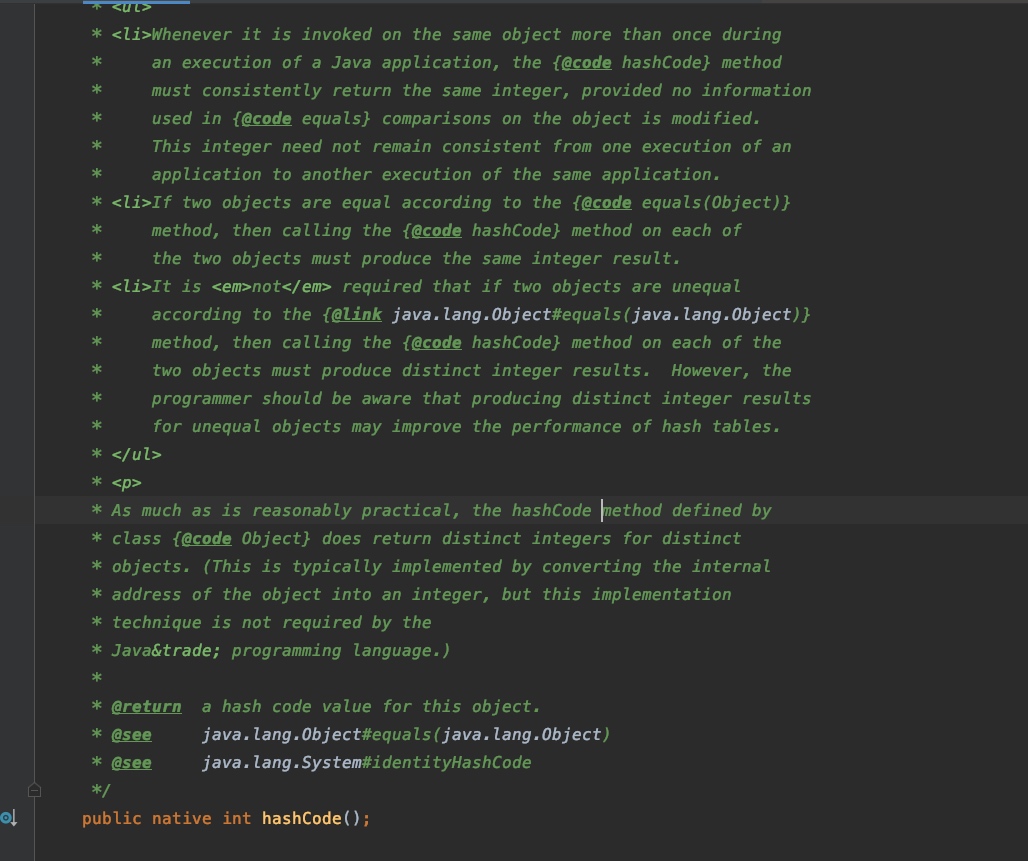 * <ul>
* <li>Whenever it is invoked on the same object more than once during
*     an execution of a Java application, the {@code hashCode} method
*     must consistently return the same integer, provided no information
*     used in {@code equals} comparisons on the object is modified.
*     This integer need not remain consistent from one execution of an
*     application to another execution of the same application.
* <li>If two objects are equal according to the {@code equals(Object)}
*     method, then calling the {@code hashCode} method on each of
*     the two objects must produce the same integer result.
* <li>It is <em>not</em> required that if two objects are unequal
*     according to the {@link java.lang.Object#equals(java.lang.Object)}
*     method, then calling the {@code hashCode} method on each of the
*     two objects must produce distinct integer results.  However, the
*     programmer should be aware that producing distinct integer results
*     for unequal objects may improve the performance of hash tables.
* </ul>
* <p>
* As much as is reasonably practical, the hashCode method defined by
* class {@code Object} does return distinct integers for distinct
* objects. (This is typically implemented by converting the internal
* address of the object into an integer, but this implementation
* technique is not required by the
* Java&trade; programming language.)
*
* @return  a hash code value for this object.
* @see     java.lang.Object#equals(java.lang.Object)
* @see     java.lang.System#identityHashCode
*/
public native int hashCode();